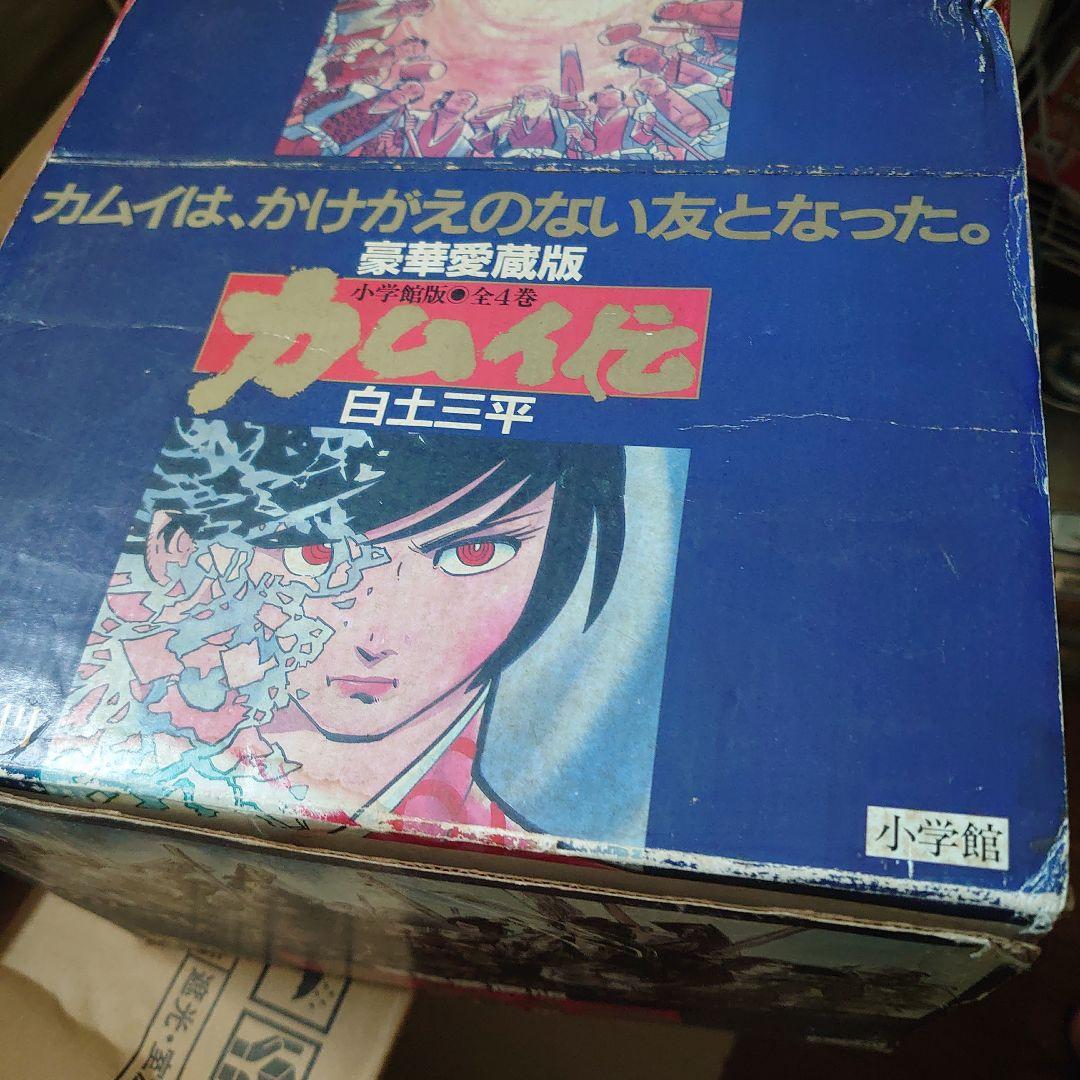 カムイは、かけがえのない友となった。
豪華愛蔵版
小学館版●全4巻
カムイ伝
白土三平
小学館
遮光・